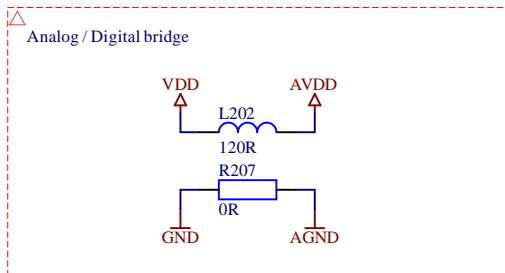 Analog / Digital bridge
VDD AVDD
L202
120R
R207
0R
GND AGND